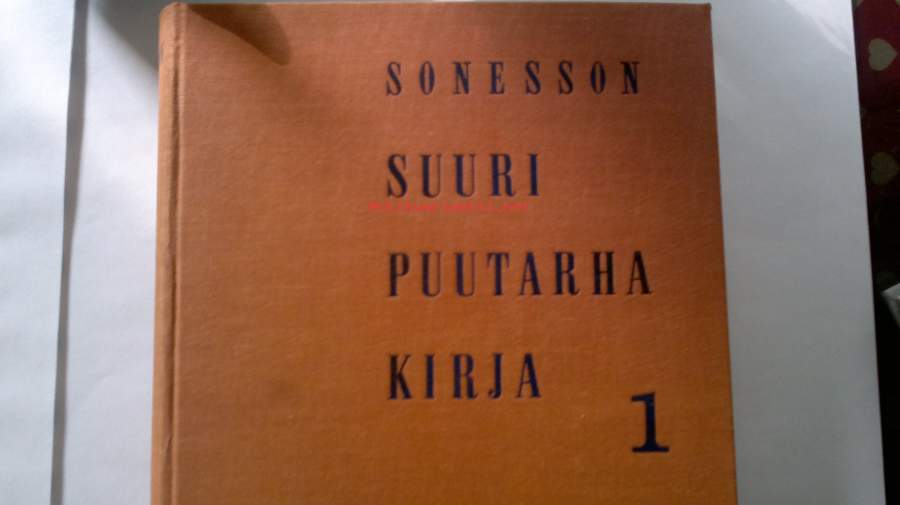 SONESSON
SUURI
PUUTARHA
KIRJA
1